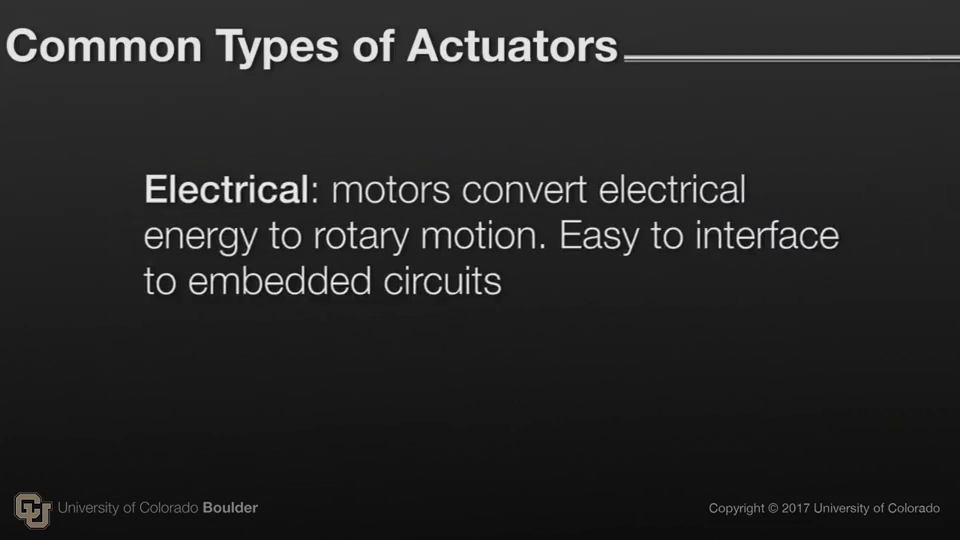 Common Types of Actuators
Electrical: motors convert electrical
energy to rotary motion. Easy to interface
to embedded circuits
CU University of Colorado Boulder
Copyright © 2017 University of Colorado